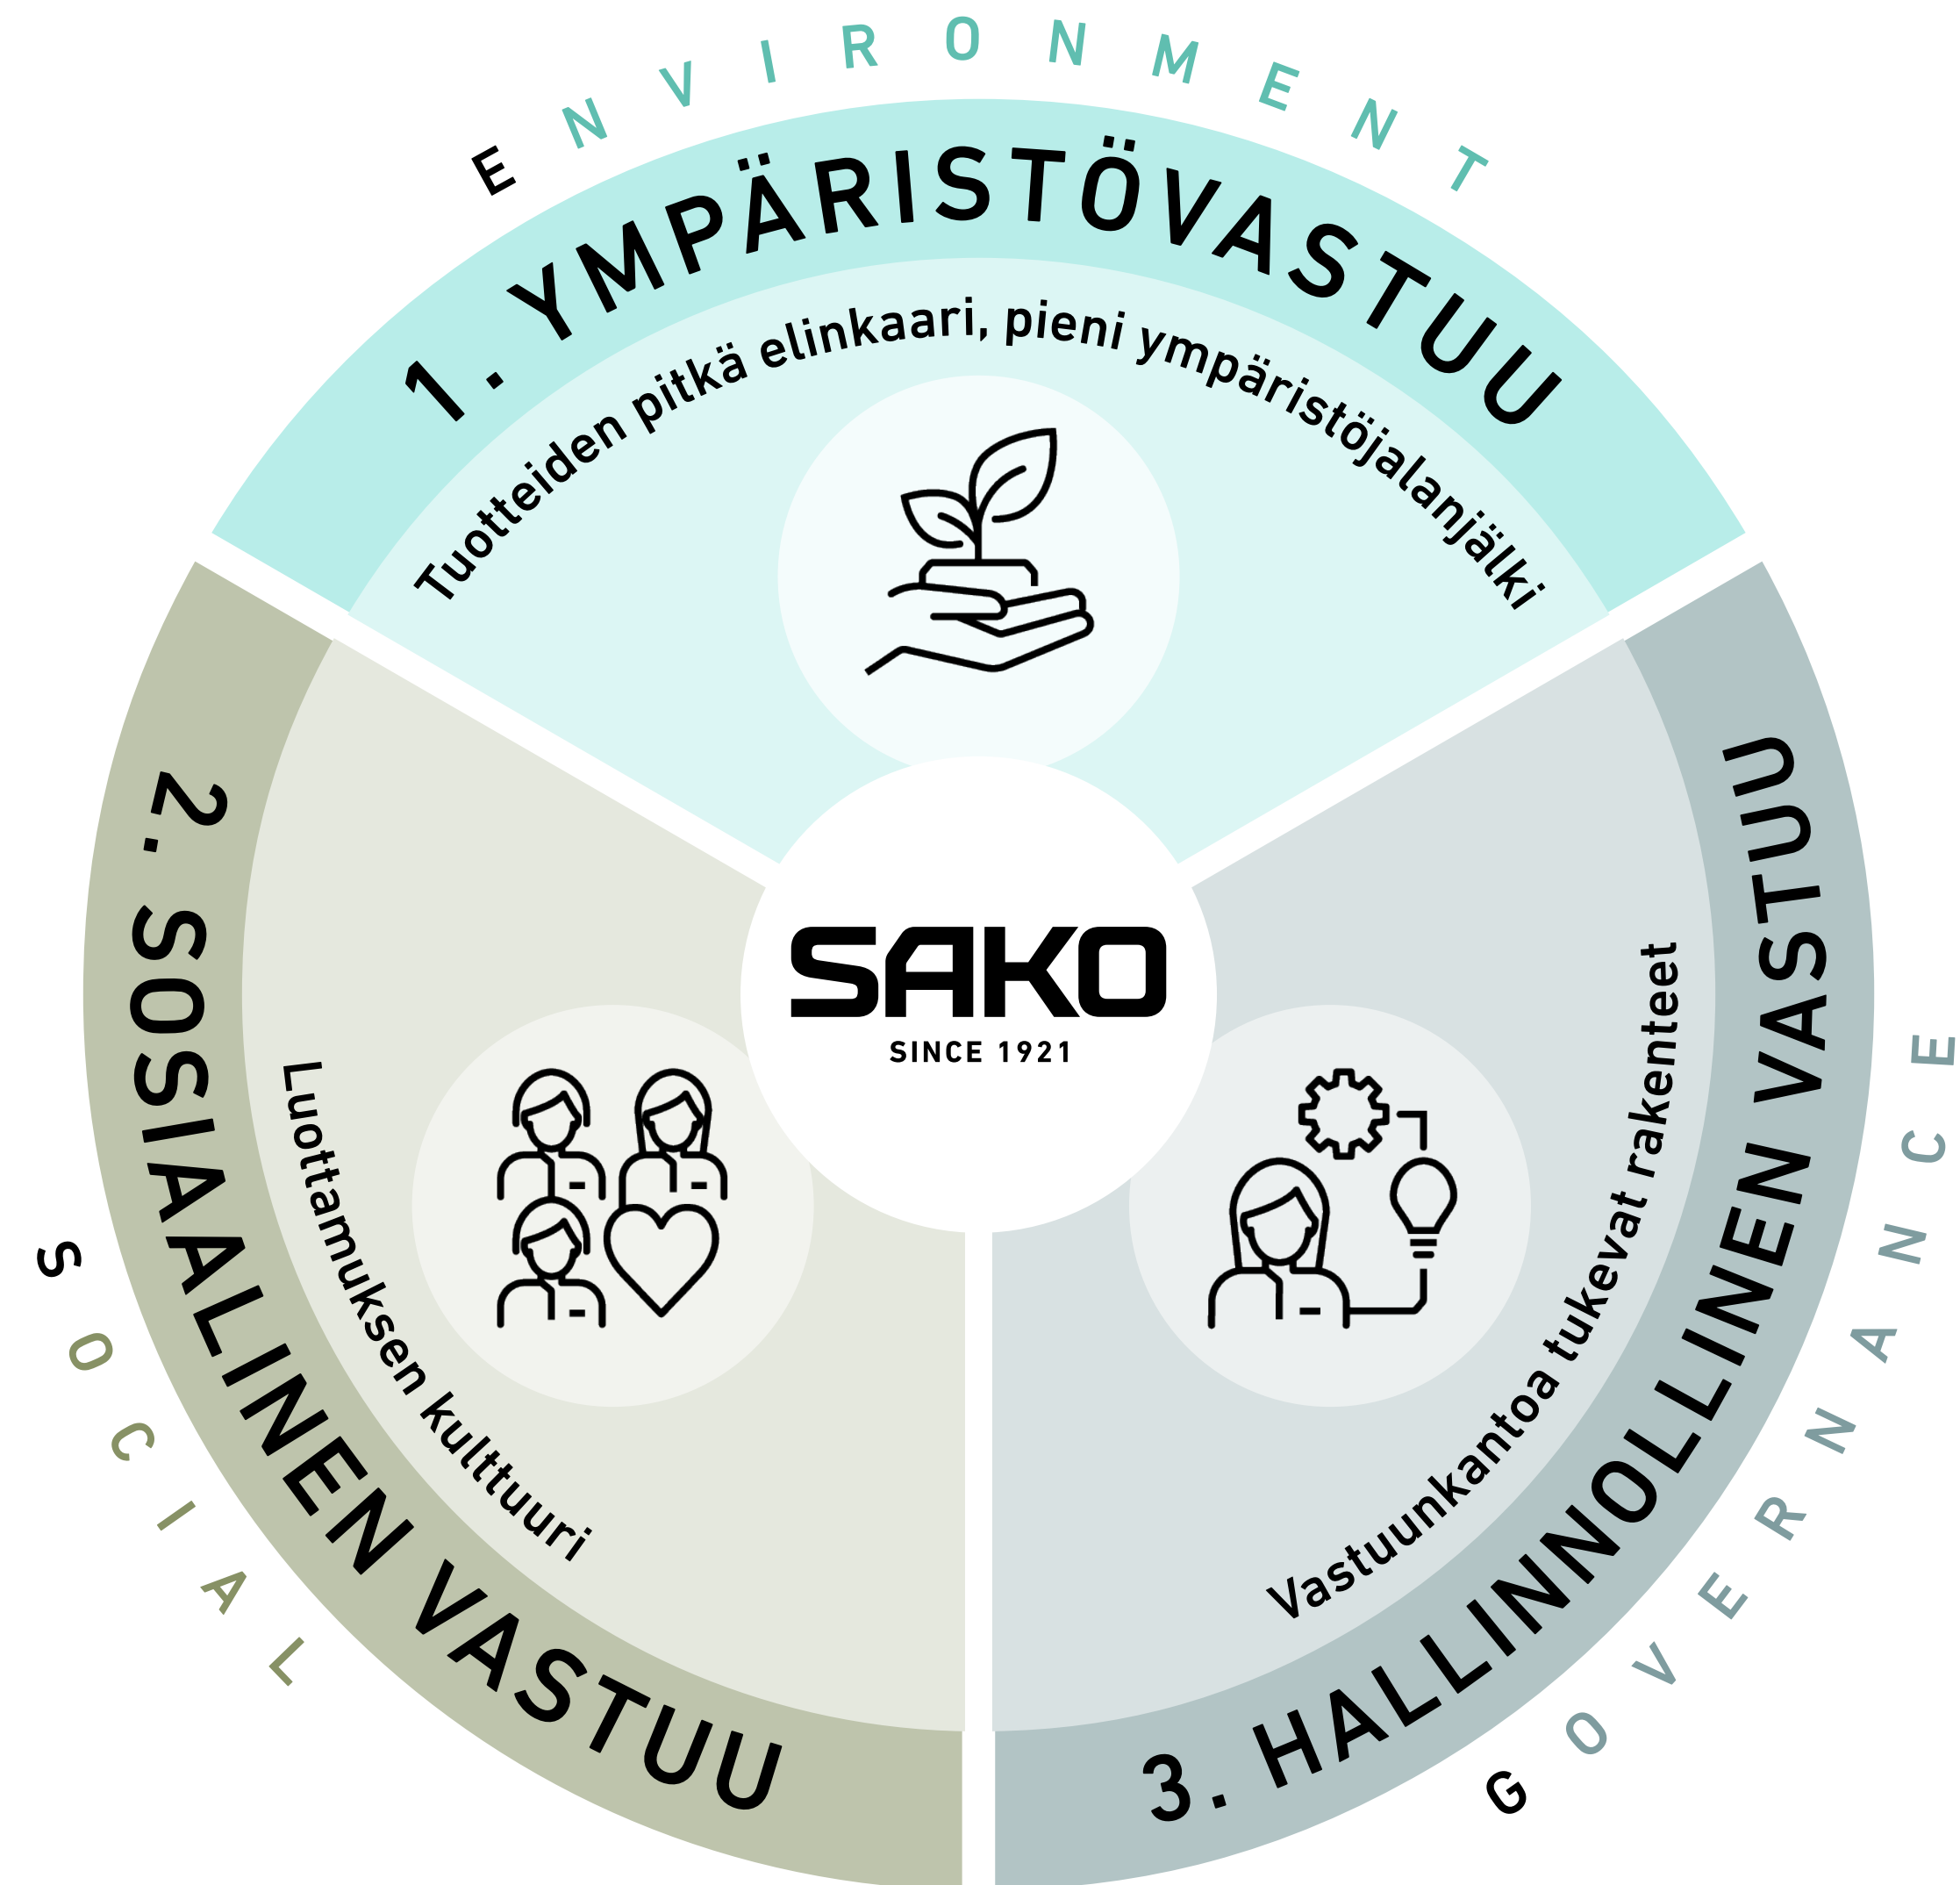 ENVIRONMENT
1. YMPÄRISTÖVASTUU
Tuotteiden pitkä elinkaari, pieni ympäristöjalanjälki
SAKO
SINCE 1921
SOCIAL
2. SOSIAALLINEN VASTUU
Luottamuksen kulttuuri
GOVERNANCE
3. HALLINNOLLINEN VASTUU
Vastuunkantoa tukevat rakenteet